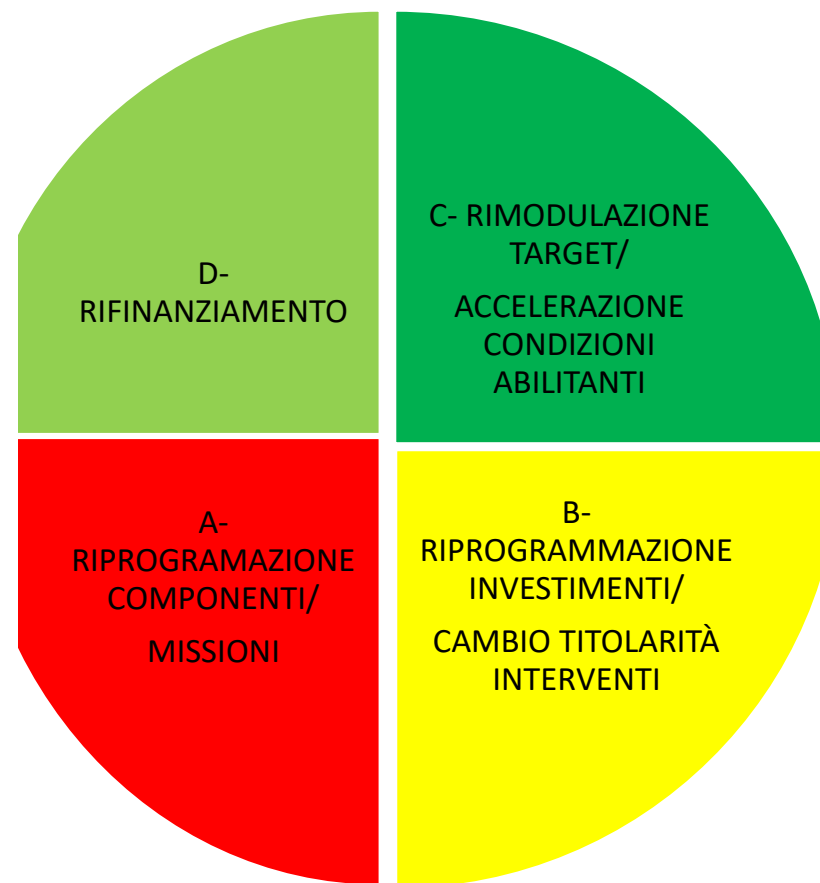 D-
RIFINANZIAMENTO
C- RIMODULAZIONE
TARGET/
ACCELERAZIONE
CONDIZIONI
ABILITANTI
A-
RIPROGRAMAZIONE
COMPONENTI/
MISSIONI
B-
RIPROGRAMMAZIONE
INVESTIMENTI/
CAMBIO TITOLARITÀ
INTERVENTI